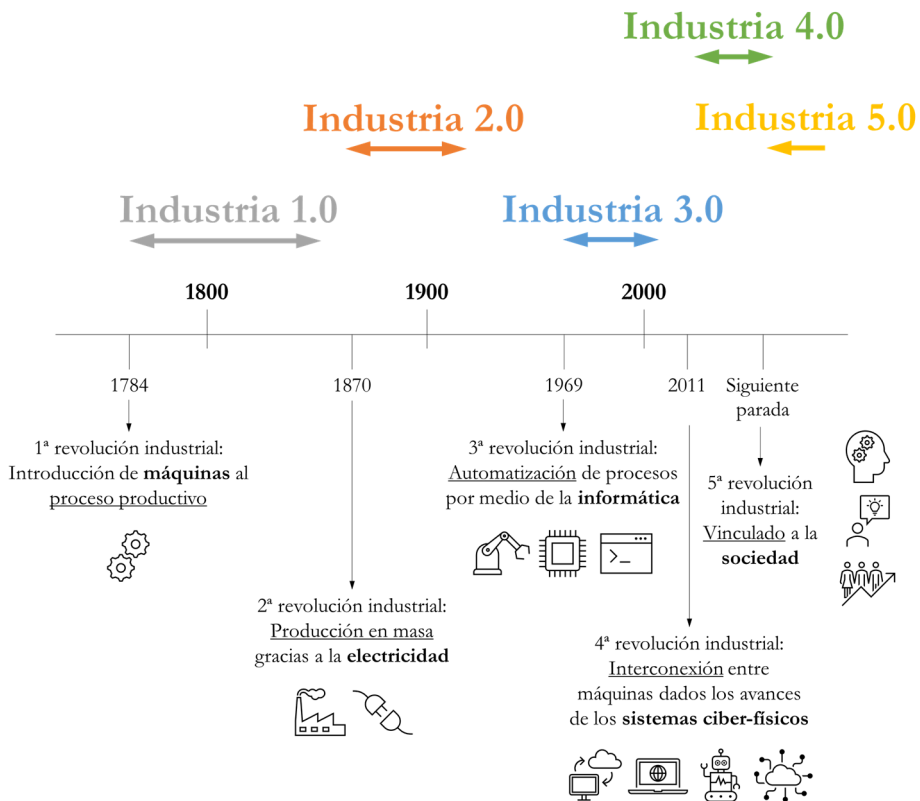 Industria 4.0
Industria 2.0
Industria 5.0
Industria 1.0
Industria 3.0
1800
1900
2000
1784
1870
1969
2011
Siguiente
parada
1ª revolución industrial:
Introducción de máquinas al
proceso productivo
2ª revolución industrial:
Producción en masa
gracias a la electricidad
3ª revolución industrial:
Automatización de procesos
por medio de la informática
>_
4ª revolución industrial:
Interconexión entre
máquinas dados los avances
de los sistemas ciber-físicos
5ª revolución
industrial:
Vinculado a la
sociedad